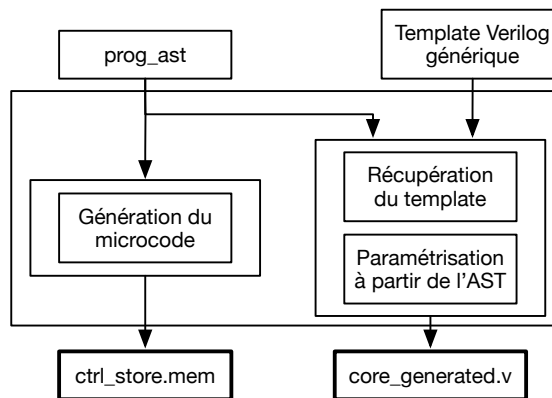 prog_ast
Template Verilog
générique
Génération du
microcode
Récupération
du template
Paramétrisation
à partir de l'AST
ctrl_store.mem
core_generated.v